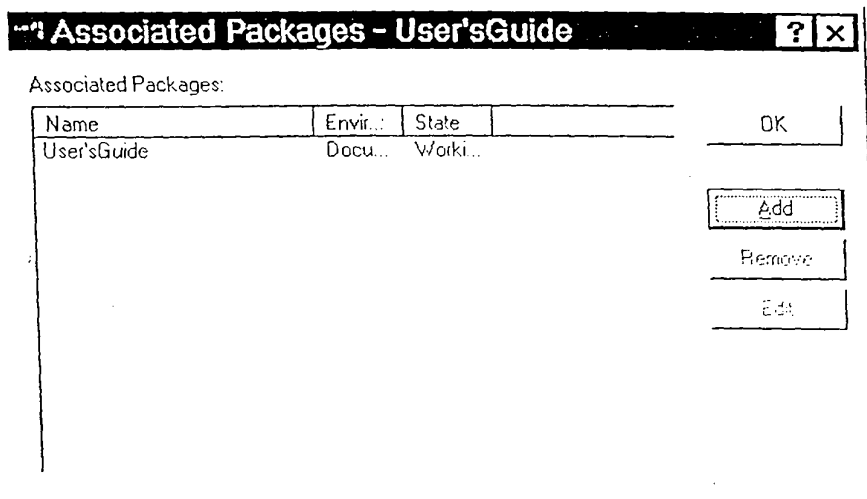 Associated Packages - User'sGuide ? ×
Associated Packages:
Name Envir... State
User'sGuide Docu... Worki...
OK
Add
Remove
Edit